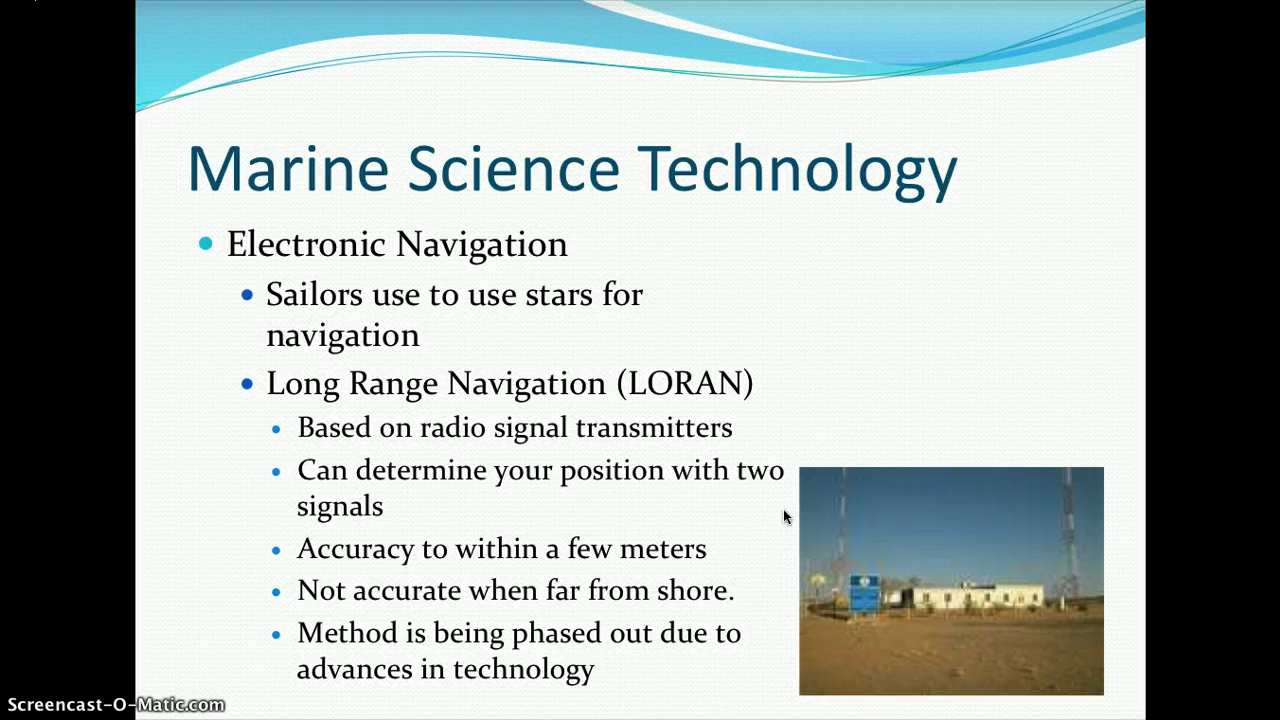 Marine Science Technology
Electronic Navigation
Sailors use to use stars for
navigation
Long Range Navigation (LORAN)
Based on radio signal transmitters
Can determine your position with two
signals
Accuracy to within a few meters
Not accurate when far from shore.
Method is being phased out due to
advances in technology
Screencast-O-Matic.com